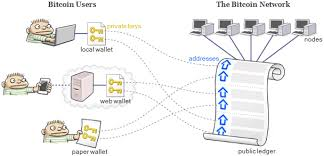 Bitcoin Users
The Bitcoin Network
private keys
local wallet
nodes
addresses
web wallet
paper wallet
public ledger